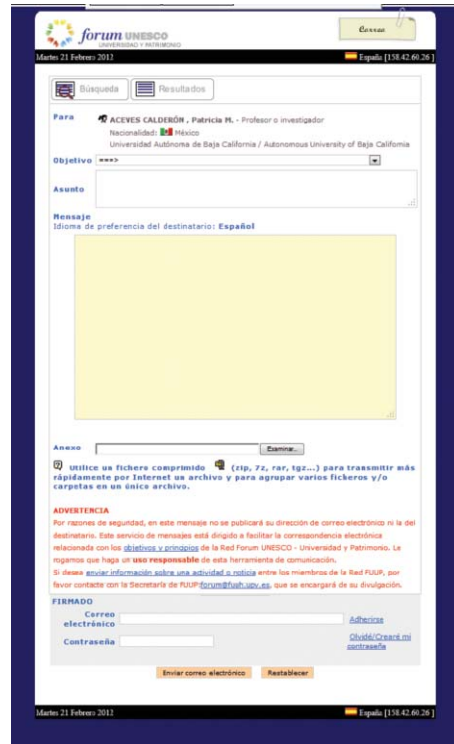 forum UNESCO
UNIVERSIDAD Y PATRIMONIO
Correo
Martes 21 Febrero 2012
España [158.42.60.26 ]
Búsqueda
Resultados
Para
ACEVES CALDERÓN , Patricia M. - Profesor o investigador
Nacionalidad: México
Universidad Autónoma de Baja California / Autonomous University of Baja California
Objetivo ===>
Asunto
Mensaje
Idioma de preferencia del destinatario: Español
Anexo
Examinar...
Utilice un fichero comprimido (zip, 7z, rar, tgz...) para transmitir más
rápidamente por Internet un archivo y para agrupar varios ficheros y/o
carpetas en un único archivo.
ADVERTENCIA
Por razones de seguridad, en este mensaje no se publicará su dirección de correo electrónico ni la del
destinatario. Este servicio de mensajes está dirigido a facilitar la correspondencia electrónica
relacionada con los objetivos y principios de la Red Forum UNESCO - Universidad y Patrimonio. Le
rogamos que haga un uso responsable de esta herramienta de comunicación.
Si desea enviar información sobre una actividad o noticia entre los miembros de la Red FUUP, por
favor contacte con la Secretaría de FUUP:forum@fuuh.upv.es, que se encargará de su divulgación.
FIRMADO
Correo
electrónico
Adherirse
Contraseña
Olvidé/Crearé mi
contraseña
Enviar correo electrónico
Restablecer
Martes 21 Febrero 2012
España [158.42.60.26 ]